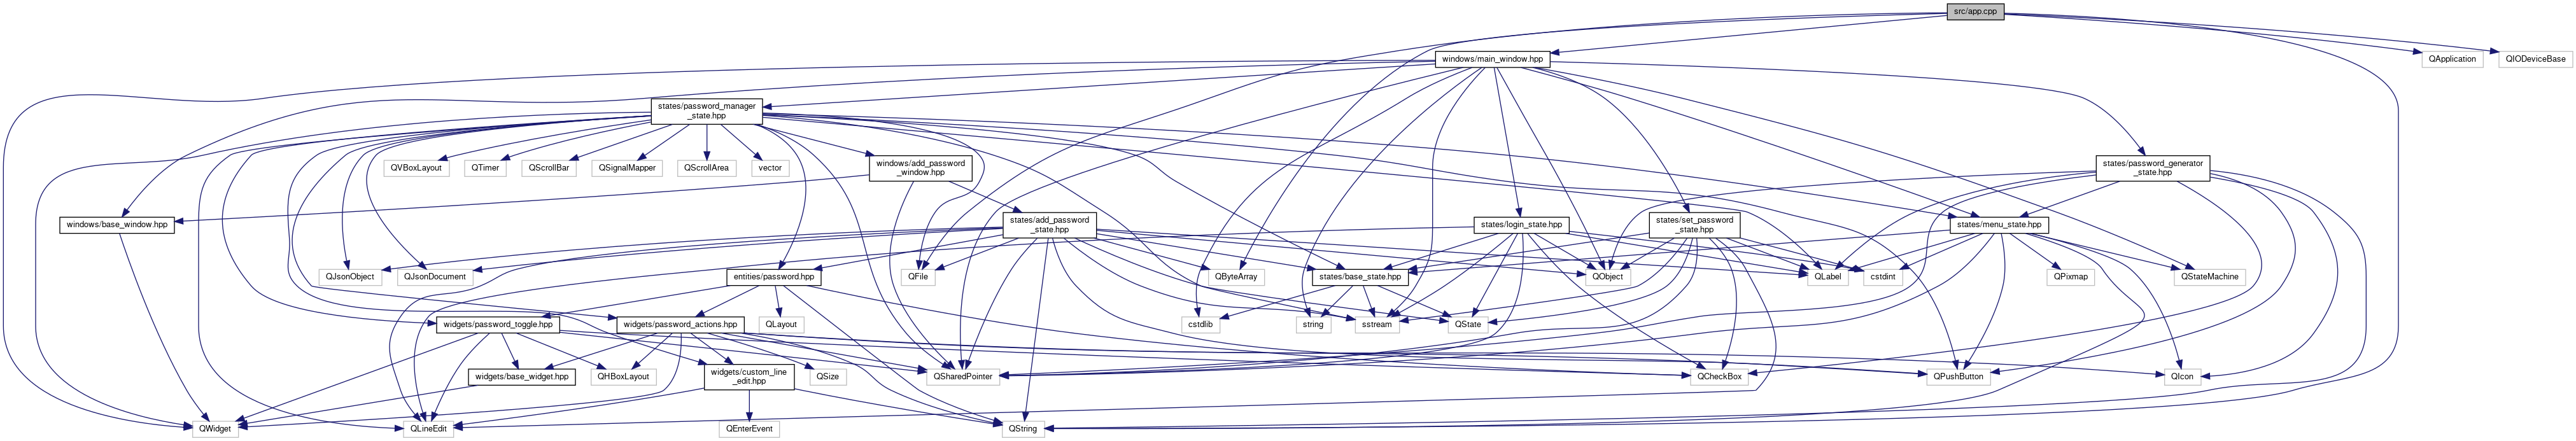 src/app.cpp
windows/main_window.hpp
QApplication
QIODeviceBase
states/password_manager
_state.hpp
QVBoxLayout
QTimer
QScrollBar
QSignalMapper
QScrollArea
vector
windows/add_password
_window.hpp
states/password_generator
_state.hpp
windows/base_window.hpp
states/add_password
_state.hpp
states/login_state.hpp
states/set_password
_state.hpp
states/menu_state.hpp
QJsonObject
QJsonDocument
entities/password.hpp
QFile
QByteArray
states/base_state.hpp
QObject
QLabel
cstdint
QPixmap
QStateMachine
widgets/password_toggle.hpp
widgets/password_actions.hpp
QLayout
cstdlib
string
sstream
QState
widgets/base_widget.hpp
QHBoxLayout
widgets/custom_line
_edit.hpp
QSize
QSharedPointer
QCheckBox
QPushButton
QIcon
QWidget
QLineEdit
QEnterEvent
QString